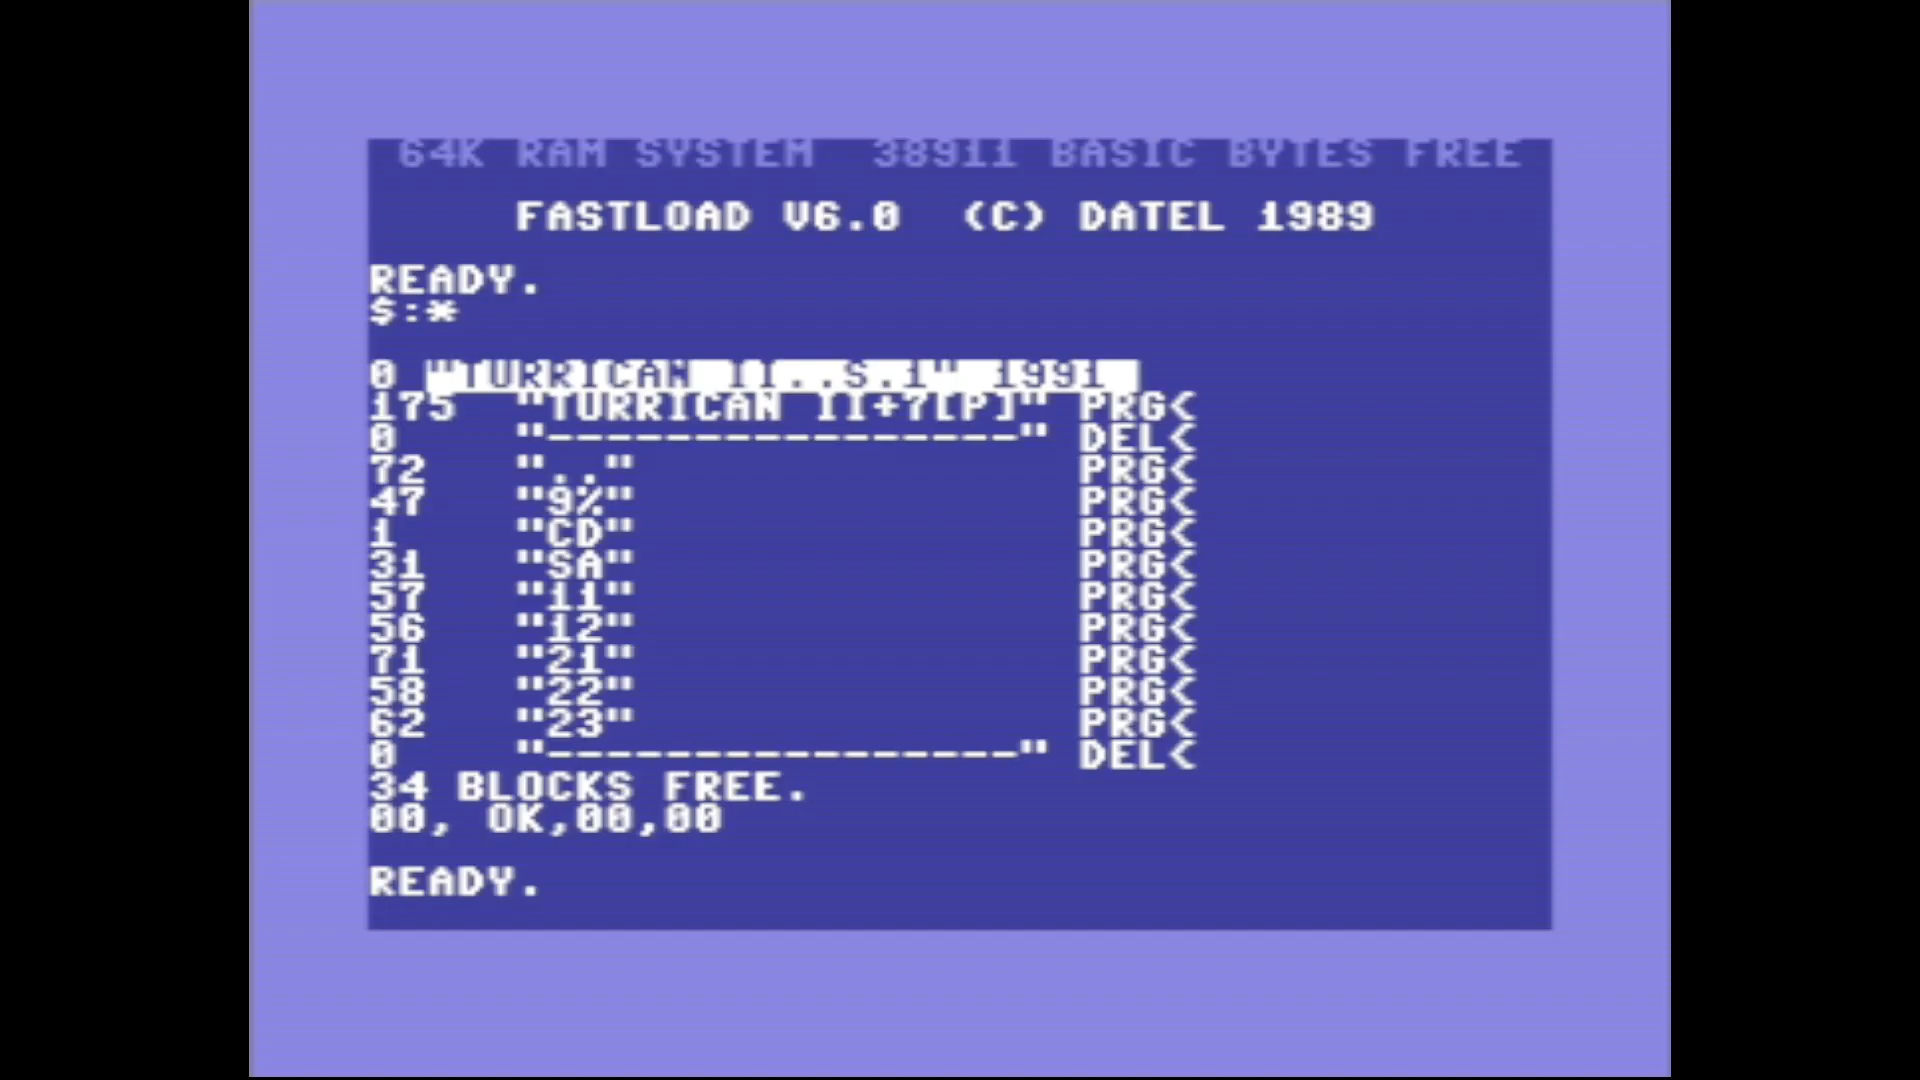 64K RAM SYSTEM  38911 BASIC BYTES FREE
FASTLOAD V6.0  (C) DATEL 1989
READY.
$:*
0 "TURRICAN II..S.1" 1991
175 "TURRICAN II+7[P]" PRG<
0 "----------------" DEL<
72 ".." PRG<
47 "9%" PRG<
1 "CD" PRG<
31 "SA" PRG<
57 "11" PRG<
56 "12" PRG<
71 "21" PRG<
58 "22" PRG<
62 "23" PRG<
0 "----------------" DEL<
34 BLOCKS FREE.
00, OK,00,00
READY.